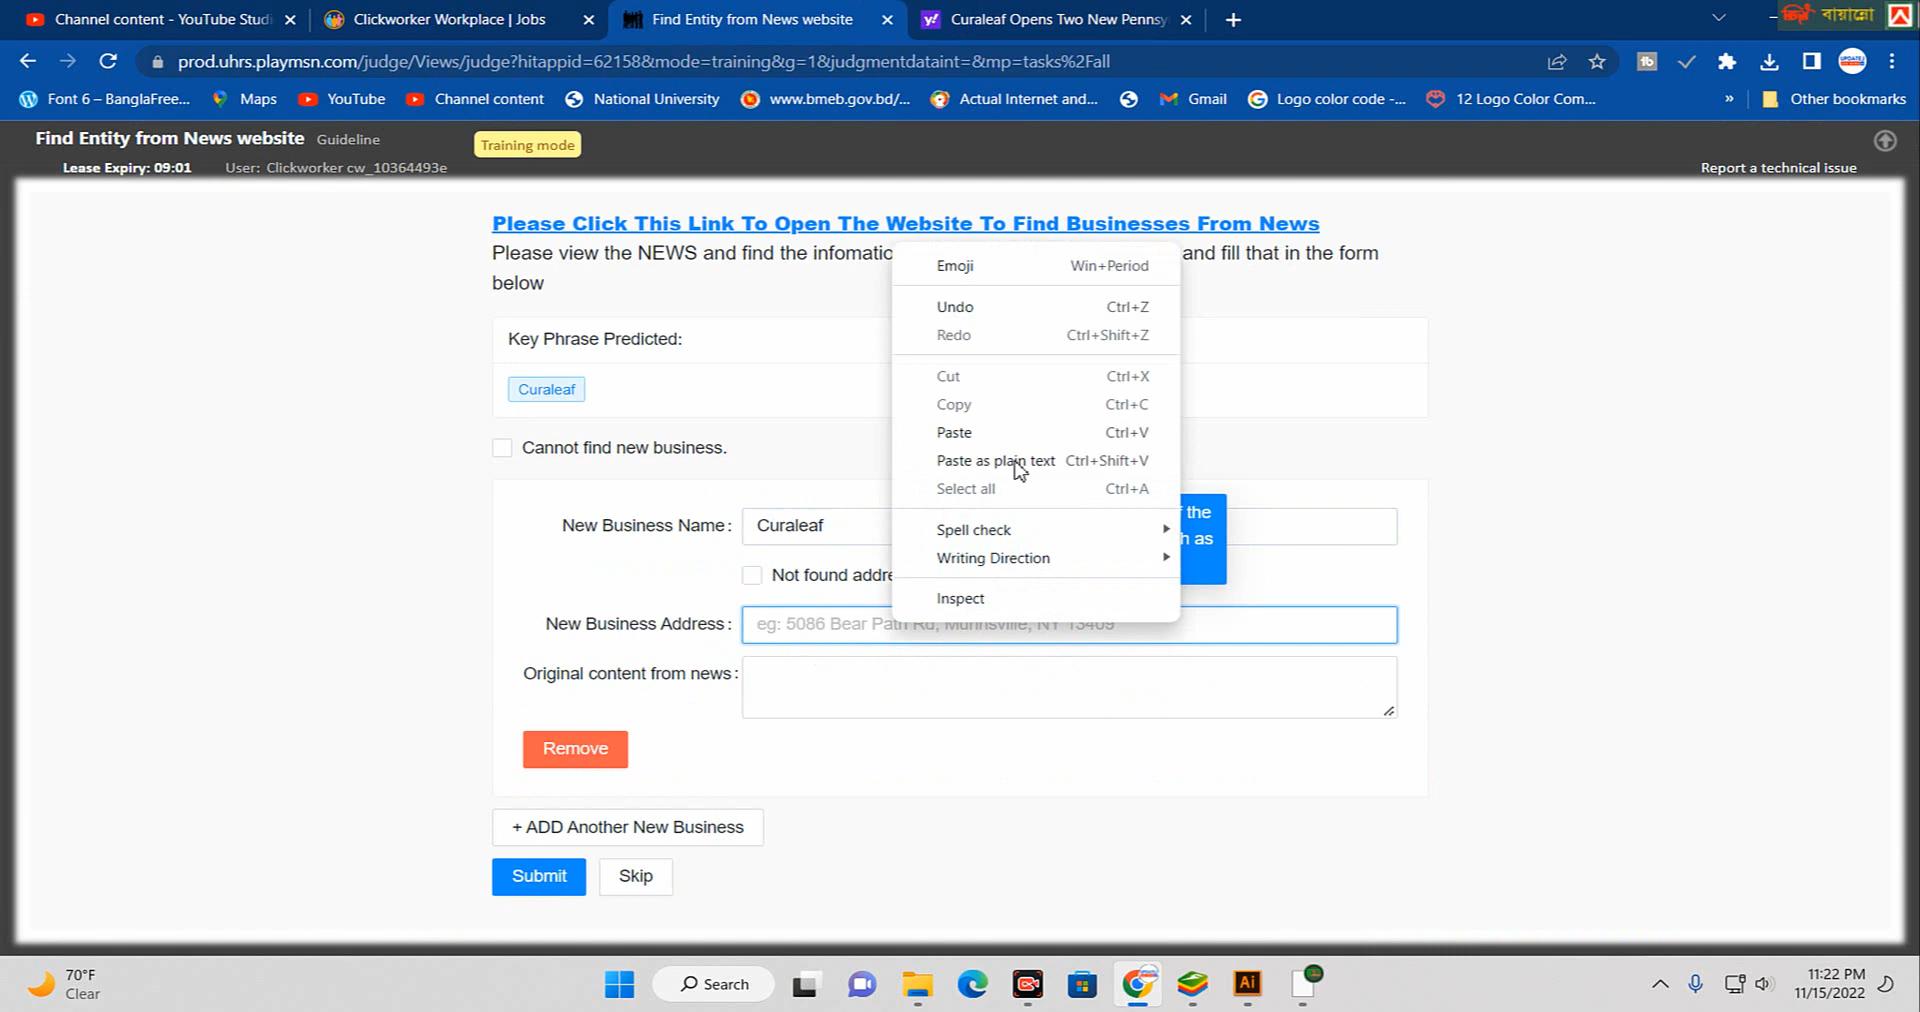 Channel content - YouTube Studi
Clickworker Workplace | Jobs
Find Entity from News website
Curaleaf Opens Two New Pennsy
বায়ান্নো
prod.uhrs.playmsn.com/judge/Views/judge?hitappid=62158&mode=training&g=1&judgmentdataint=&mp=tasks%2Fall
Font 6 – BanglaFree...
Maps
YouTube
Channel content
National University
www.bmeb.gov.bd/...
Actual Internet and...
Gmail
Logo color code -...
12 Logo Color Com...
»
Other bookmarks
Find Entity from News website
Guideline
Training mode
Lease Expiry: 09:01
User: Clickworker cw_10364493e
Report a technical issue
Please Click This Link To Open The Website To Find Businesses From News
Please view the NEWS and find the infomatio
and fill that in the form
below
Key Phrase Predicted:
Curaleaf
Cannot find new business.
New Business Name:
Curaleaf
Not found addre
New Business Address:
eg: 5086 Bear Path Rd, Munnsville, NY 13409
Original content from news:
Remove
+ ADD Another New Business
Submit
Skip
Emoji Win+Period
Undo Ctrl+Z
Redo Ctrl+Shift+Z
Cut Ctrl+X
Copy Ctrl+C
Paste Ctrl+V
Paste as plain text Ctrl+Shift+V
Select all Ctrl+A
Spell check
Writing Direction
Inspect
f the
h as
70°F
Clear
Search
11:22 PM
11/15/2022